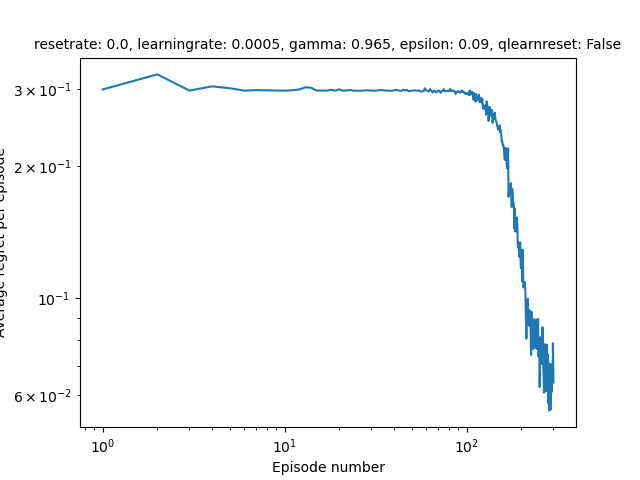 resetrate: 0.0, learningrate: 0.0005, gamma: 0.965, epsilon: 0.09, qlearnreset: False
3 × 10⁻¹
2 × 10⁻¹
10⁻¹
6 × 10⁻²
Average regret per episode
10⁰ 10¹ 10²
Episode number